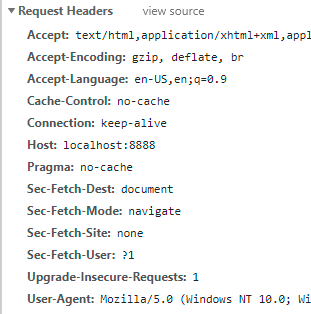 ▼ Request Headers view source
Accept: text/html,application/xhtml+xml,appl
Accept-Encoding: gzip, deflate, br
Accept-Language: en-US,en;q=0.9
Cache-Control: no-cache
Connection: keep-alive
Host: localhost:8888
Pragma: no-cache
Sec-Fetch-Dest: document
Sec-Fetch-Mode: navigate
Sec-Fetch-Site: none
Sec-Fetch-User: ?1
Upgrade-Insecure-Requests: 1
User-Agent: Mozilla/5.0 (Windows NT 10.0; Wi